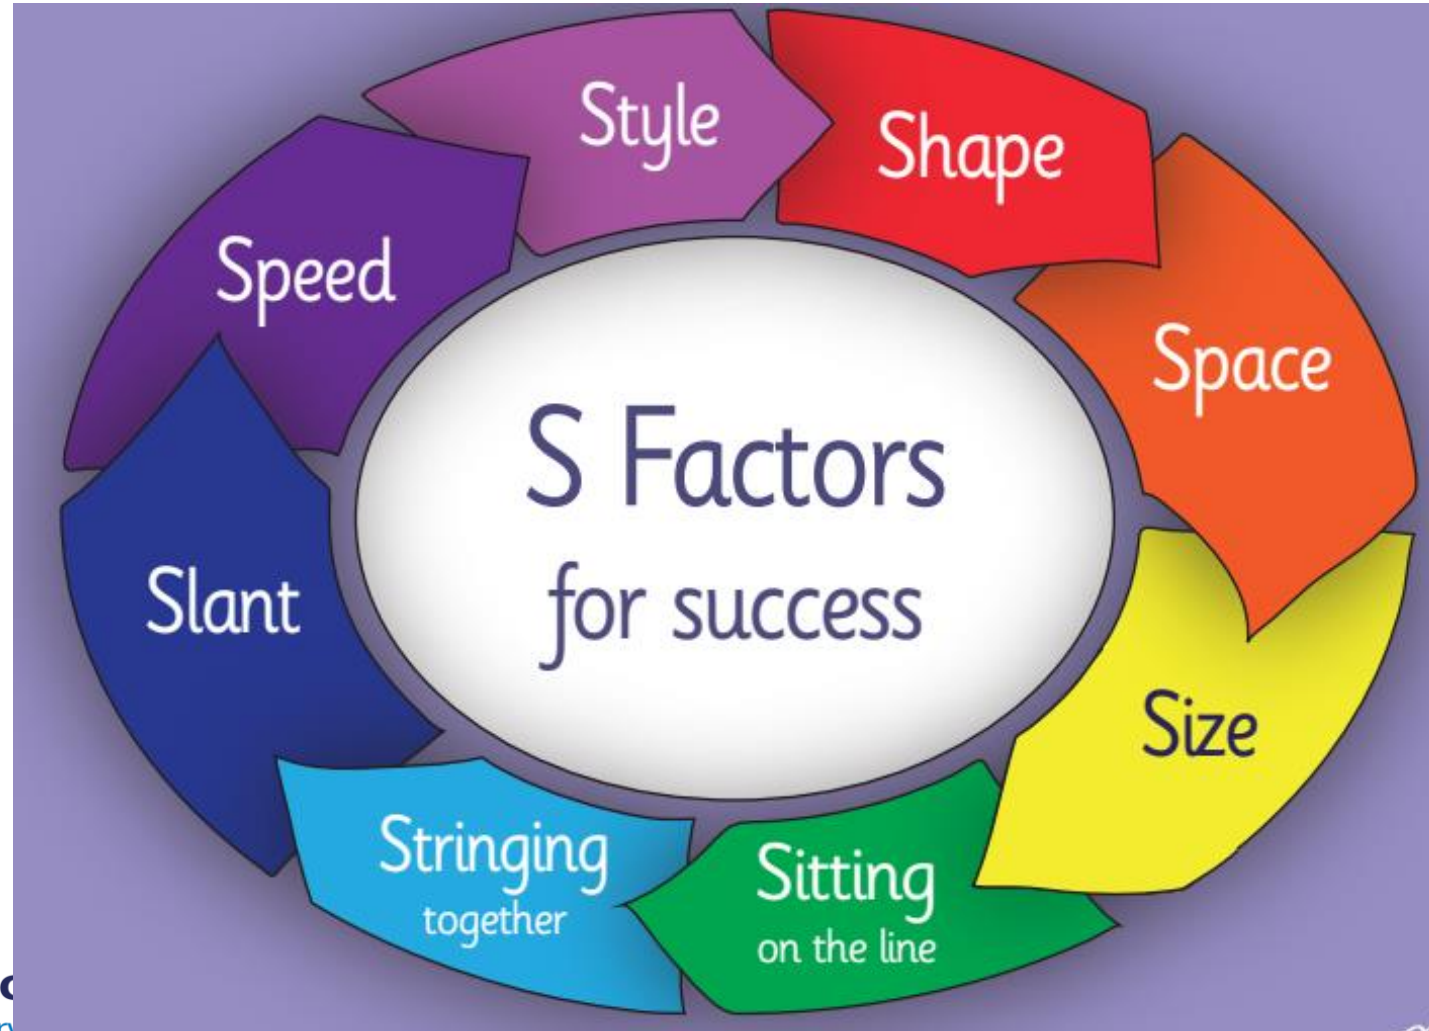 Style
Shape
Space
Size
Sitting
on the line
Stringing
together
Slant
Speed
S Factors
for success